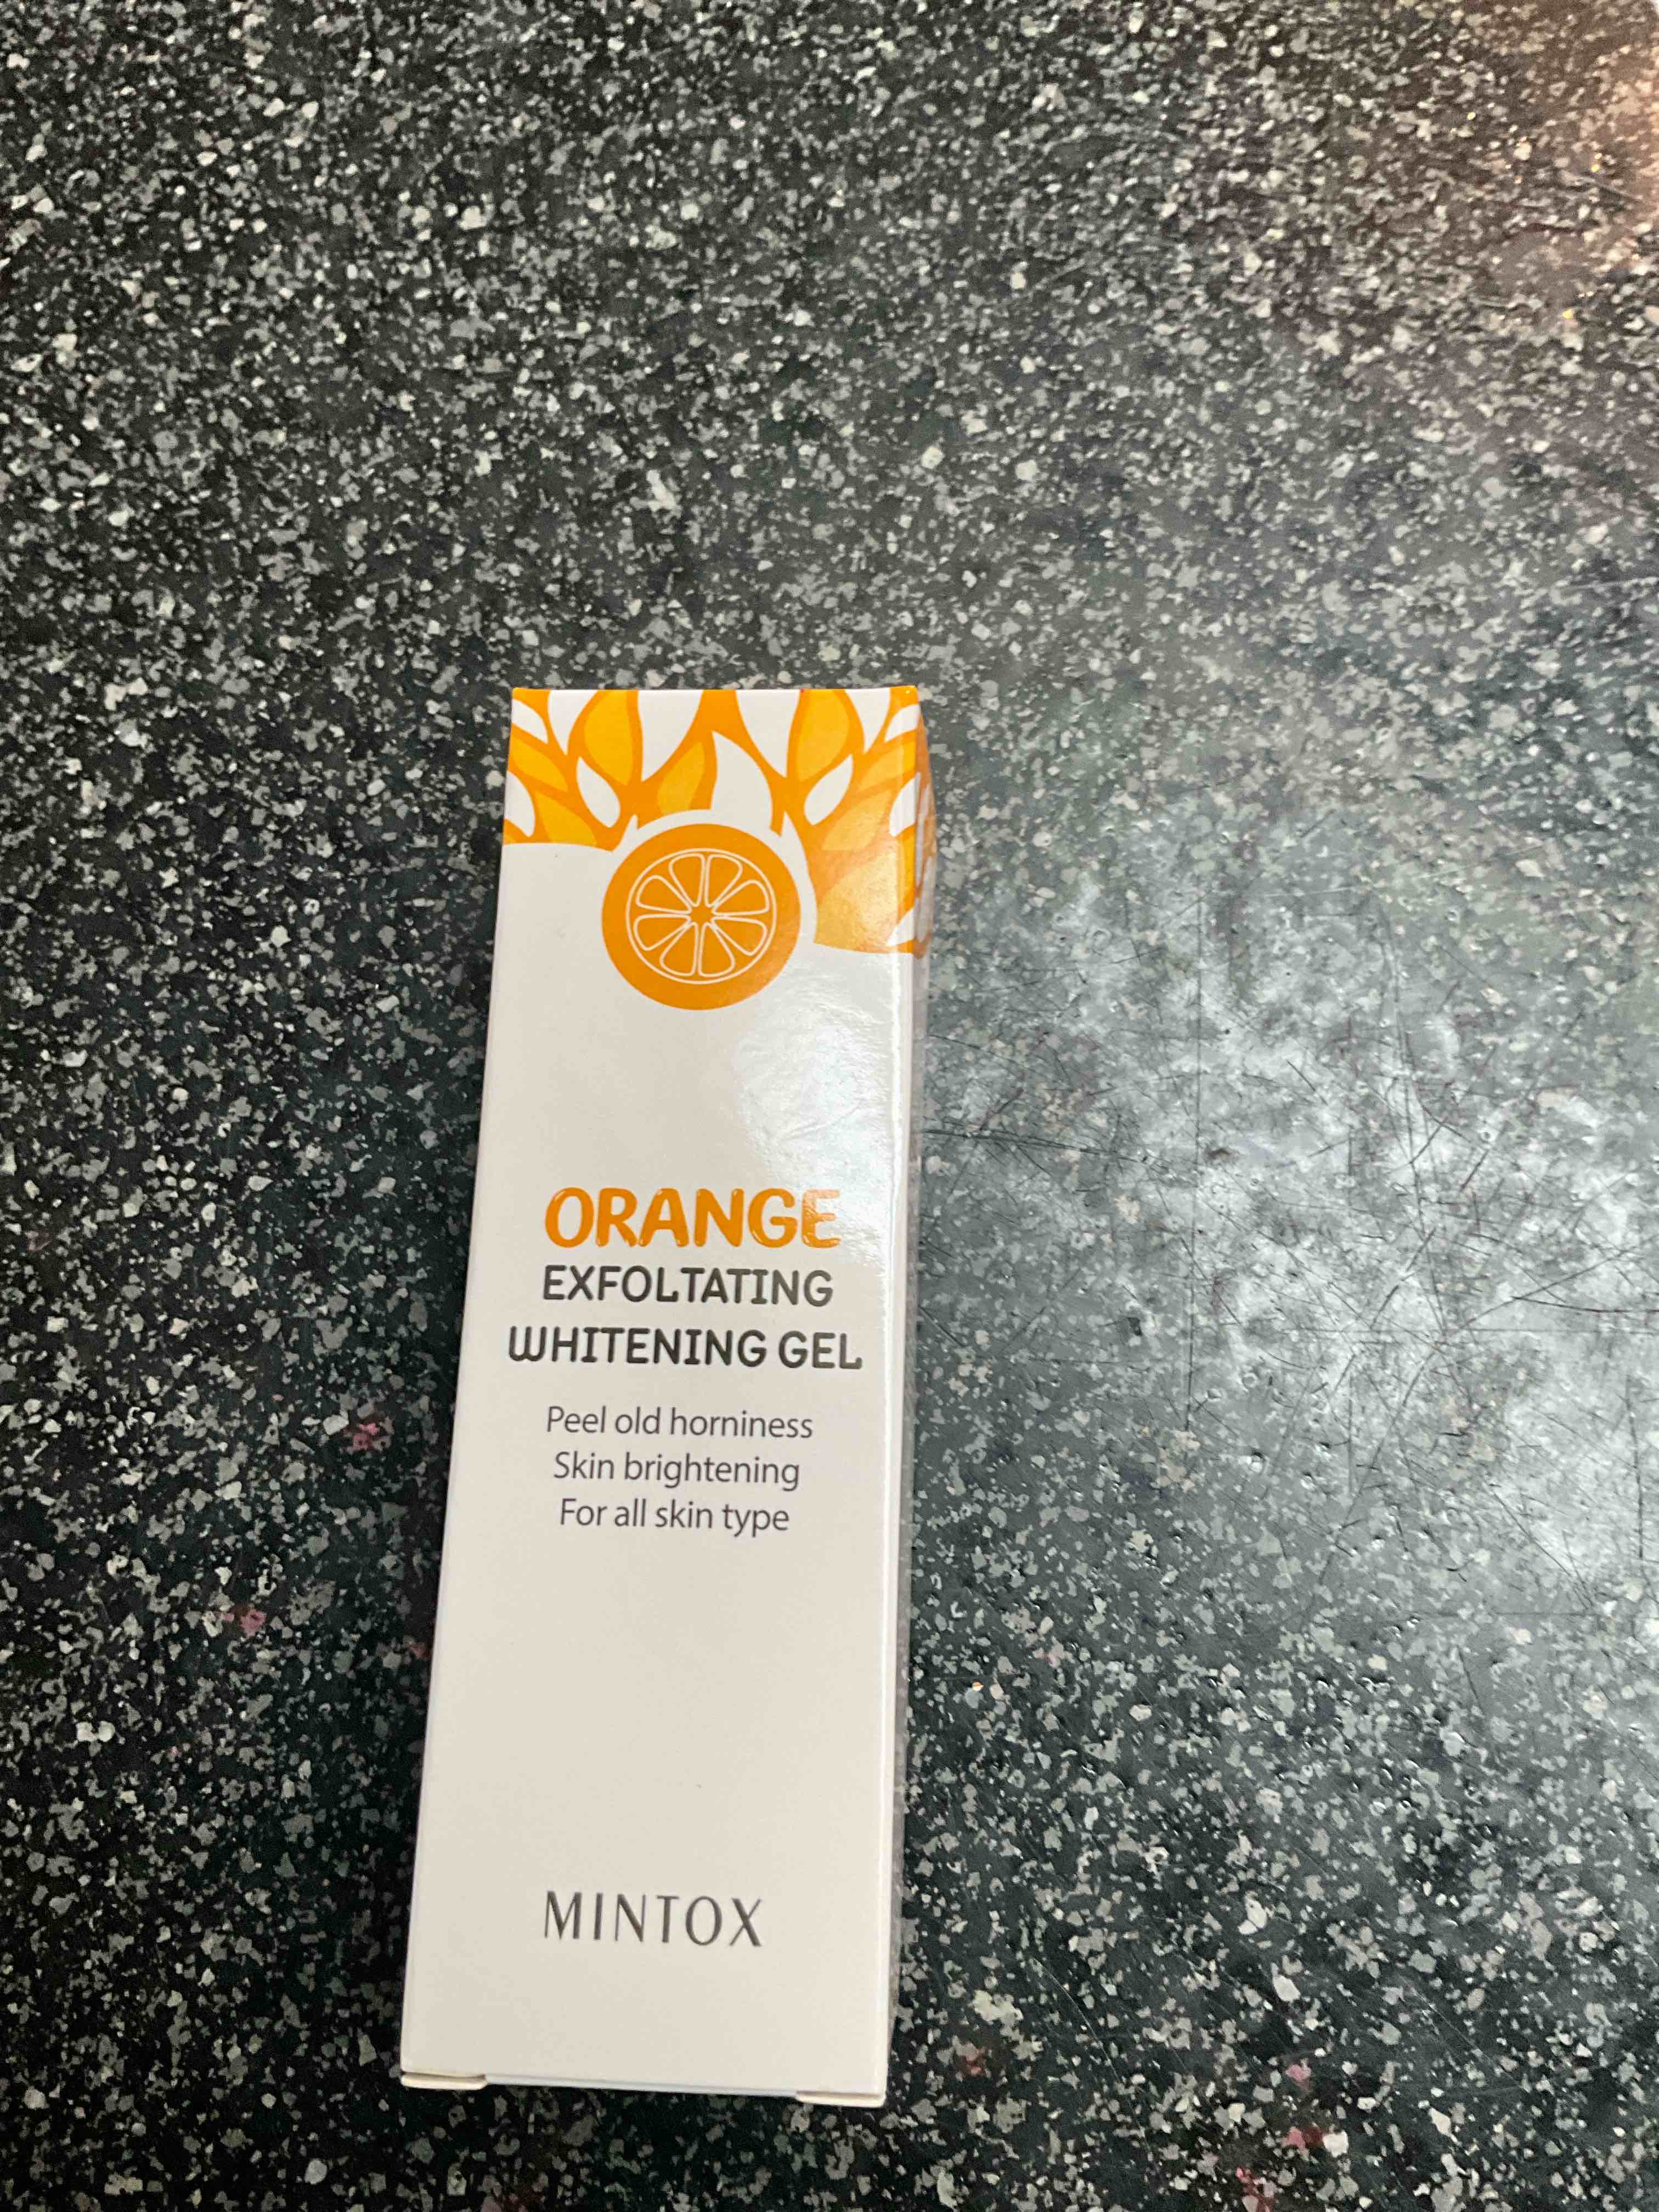 ORANGE
EXFOLTATING
WHITENING GEL
Peel old horniness
Skin brightening
For all skin type
MINTOX